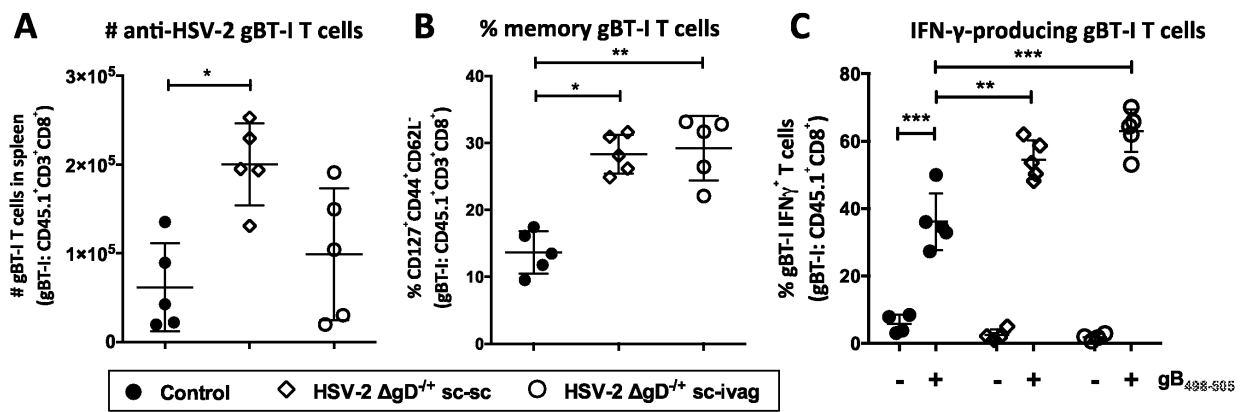 A # anti-HSV-2 gBT-I T cells
# gBT-I T cells in spleen
(gBT-I: CD45.1⁺CD3⁺CD8⁺)
3×10⁵
2×10⁵
1×10⁵
0
*
B % memory gBT-I T cells
% CD127⁺CD44⁺CD62L⁻
(gBT-I: CD45.1⁺CD3⁺CD8⁺)
40
30
20
10
0
**
*
C IFN-γ-producing gBT-I T cells
% gBT-I IFNγ⁺ T cells
(gBT-I: CD45.1⁺CD3⁺CD8⁺)
80
60
40
20
0
***
**
***
- + - + - + gB₄₉₈₋₅₀₅
Control HSV-2 ΔgD⁻/⁺ sc-sc HSV-2 ΔgD⁻/⁺ sc-ivag